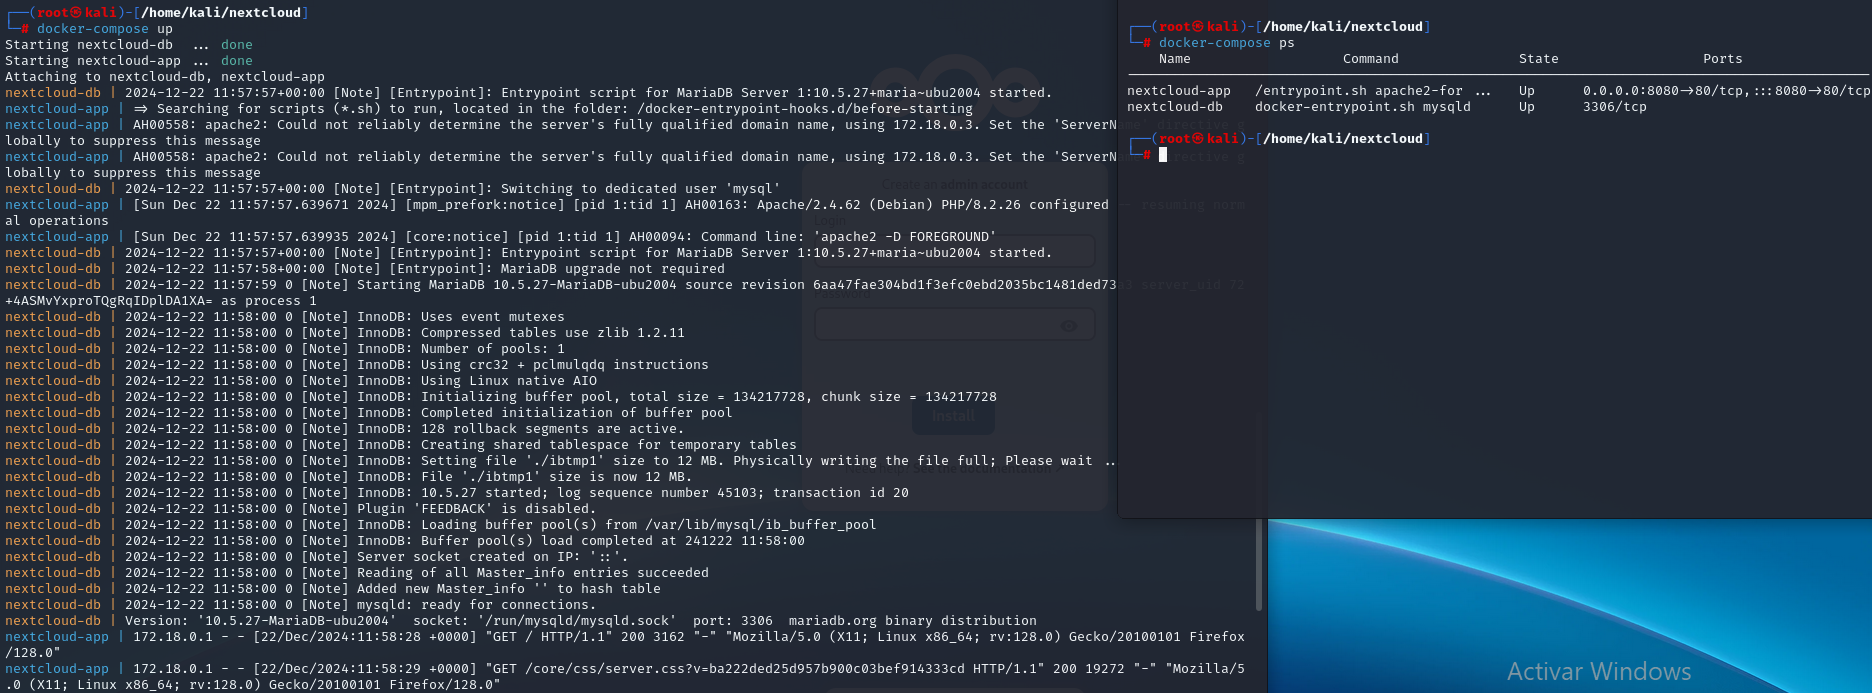 ┌──(root㉿kali)-[/home/kali/nextcloud]
└─# docker-compose up
Starting nextcloud-db  ... done
Starting nextcloud-app ... done
Attaching to nextcloud-db, nextcloud-app
nextcloud-db | 2024-12-22 11:57:57+00:00 [Note] [Entrypoint]: Entrypoint script for MariaDB Server 1:10.5.27+maria~ubu2004 started.
nextcloud-app | => Searching for scripts (*.sh) to run, located in the folder: /docker-entrypoint-hooks.d/before-starting
nextcloud-app | AH00558: apache2: Could not reliably determine the server's fully qualified domain name, using 172.18.0.3. Set the 'ServerName' directive g
lobally to suppress this message
nextcloud-app | AH00558: apache2: Could not reliably determine the server's fully qualified domain name, using 172.18.0.3. Set the 'ServerName' directive g
lobally to suppress this message
nextcloud-db | 2024-12-22 11:57:57+00:00 [Note] [Entrypoint]: Switching to dedicated user 'mysql'
nextcloud-app | [Sun Dec 22 11:57:57.639671 2024] [mpm_prefork:notice] [pid 1:tid 1] AH00163: Apache/2.4.62 (Debian) PHP/8.2.26 configured -- resuming norm
al operations
nextcloud-app | [Sun Dec 22 11:57:57.639935 2024] [core:notice] [pid 1:tid 1] AH00094: Command line: 'apache2 -D FOREGROUND'
nextcloud-db | 2024-12-22 11:57:57+00:00 [Note] [Entrypoint]: Entrypoint script for MariaDB Server 1:10.5.27+maria~ubu2004 started.
nextcloud-db | 2024-12-22 11:57:58+00:00 [Note] [Entrypoint]: MariaDB upgrade not required
nextcloud-db | 2024-12-22 11:57:59 0 [Note] Starting MariaDB 10.5.27-MariaDB-ubu2004 source revision 6aa47fae304bd1f3efc0ebd2035bc1481ded73a3 server_uid 72
+4ASMvYxproTQgRqIDplDA1XA= as process 1
nextcloud-db | 2024-12-22 11:58:00 0 [Note] InnoDB: Uses event mutexes
nextcloud-db | 2024-12-22 11:58:00 0 [Note] InnoDB: Compressed tables use zlib 1.2.11
nextcloud-db | 2024-12-22 11:58:00 0 [Note] InnoDB: Number of pools: 1
nextcloud-db | 2024-12-22 11:58:00 0 [Note] InnoDB: Using crc32 + pclmulqdq instructions
nextcloud-db | 2024-12-22 11:58:00 0 [Note] InnoDB: Using Linux native AIO
nextcloud-db | 2024-12-22 11:58:00 0 [Note] InnoDB: Initializing buffer pool, total size = 134217728, chunk size = 134217728
nextcloud-db | 2024-12-22 11:58:00 0 [Note] InnoDB: Completed initialization of buffer pool
nextcloud-db | 2024-12-22 11:58:00 0 [Note] InnoDB: 128 rollback segments are active.
nextcloud-db | 2024-12-22 11:58:00 0 [Note] InnoDB: Creating shared tablespace for temporary tables
nextcloud-db | 2024-12-22 11:58:00 0 [Note] InnoDB: Setting file './ibtmp1' size to 12 MB. Physically writing the file full; Please wait ..
nextcloud-db | 2024-12-22 11:58:00 0 [Note] InnoDB: File './ibtmp1' size is now 12 MB.
nextcloud-db | 2024-12-22 11:58:00 0 [Note] InnoDB: 10.5.27 started; log sequence number 45103; transaction id 20
nextcloud-db | 2024-12-22 11:58:00 0 [Note] Plugin 'FEEDBACK' is disabled.
nextcloud-db | 2024-12-22 11:58:00 0 [Note] InnoDB: Loading buffer pool(s) from /var/lib/mysql/ib_buffer_pool
nextcloud-db | 2024-12-22 11:58:00 0 [Note] InnoDB: Buffer pool(s) load completed at 241222 11:58:00
nextcloud-db | 2024-12-22 11:58:00 0 [Note] Server socket created on IP: '::'.
nextcloud-db | 2024-12-22 11:58:00 0 [Note] Reading of all Master_info entries succeeded
nextcloud-db | 2024-12-22 11:58:00 0 [Note] Added new Master_info '' to hash table
nextcloud-db | 2024-12-22 11:58:00 0 [Note] mysqld: ready for connections.
nextcloud-db | Version: '10.5.27-MariaDB-ubu2004'  socket: '/run/mysqld/mysqld.sock'  port: 3306  mariadb.org binary distribution
nextcloud-app | 172.18.0.1 - - [22/Dec/2024:11:58:28 +0000] "GET / HTTP/1.1" 200 3162 "-" "Mozilla/5.0 (X11; Linux x86_64; rv:128.0) Gecko/20100101 Firefox
/128.0"
nextcloud-app | 172.18.0.1 - - [22/Dec/2024:11:58:29 +0000] "GET /core/css/server.css?v=ba222ded25d957b900c03bef914333cd HTTP/1.1" 200 19272 "-" "Mozilla/5
.0 (X11; Linux x86_64; rv:128.0) Gecko/20100101 Firefox/128.0"
Create an admin account
Login
Install
┌──(root㉿kali)-[/home/kali/nextcloud]
└─# docker-compose ps
Name Command State Ports
nextcloud-app /entrypoint.sh apache2-for ... Up 0.0.0.0:8080->80/tcp,:::8080->80/tcp
nextcloud-db docker-entrypoint.sh mysqld Up 3306/tcp
┌──(root㉿kali)-[/home/kali/nextcloud]
└─#
Activar Windows